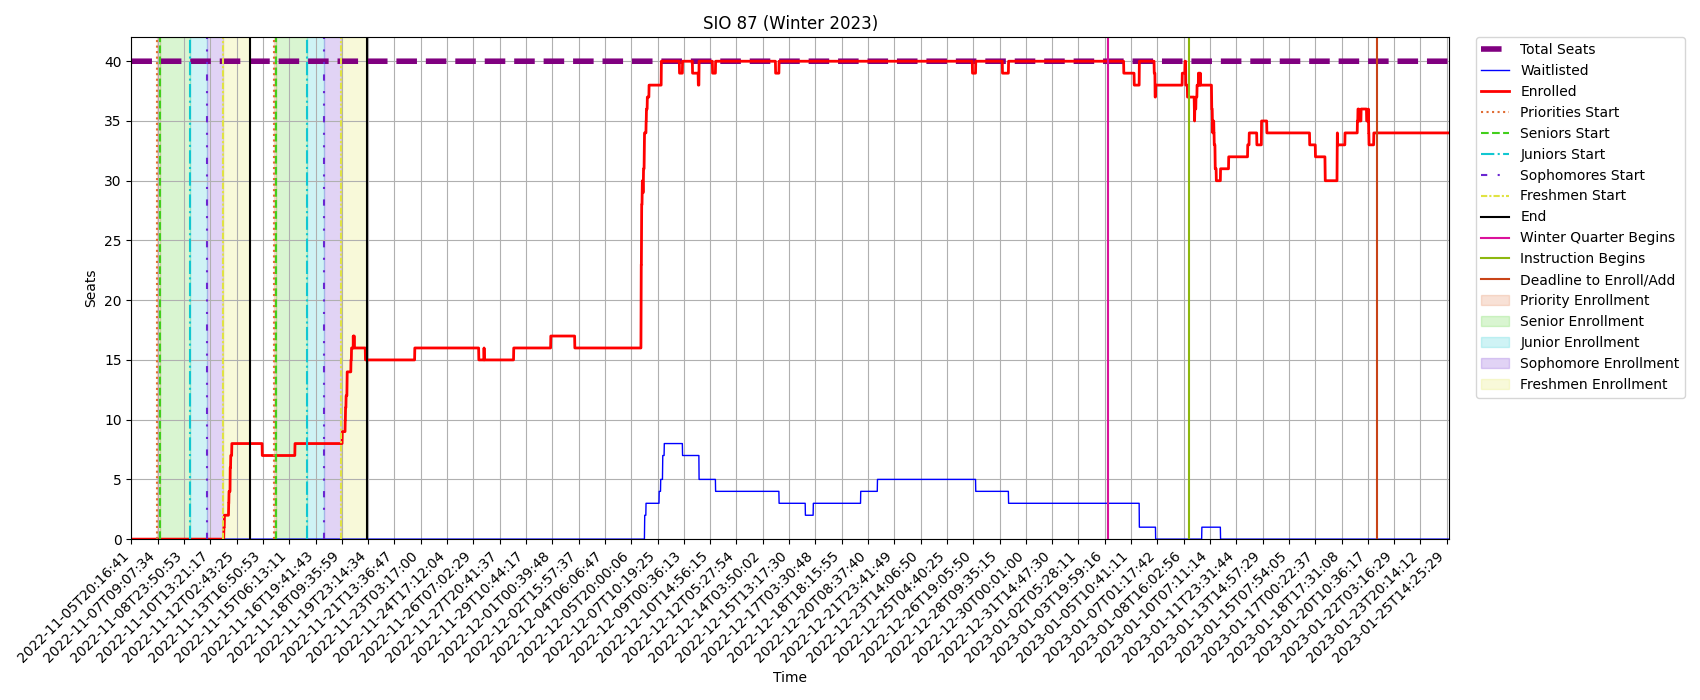 SIO 87 (Winter 2023)
Seats
40
35
30
25
20
15
10
5
0
2022-11-05T20:16:41
2022-11-07T09:07:34
2022-11-08T23:50:53
2022-11-10T13:21:17
2022-11-12T02:43:25
2022-11-13T16:50:53
2022-11-15T06:13:11
2022-11-16T19:41:43
2022-11-18T09:35:59
2022-11-19T23:14:34
2022-11-21T13:36:47
2022-11-23T03:17:00
2022-11-24T17:12:04
2022-11-26T07:02:29
2022-11-27T20:41:37
2022-11-29T10:44:17
2022-12-01T00:39:48
2022-12-02T15:57:37
2022-12-04T06:06:47
2022-12-05T20:00:06
2022-12-07T10:19:25
2022-12-09T00:36:13
2022-12-10T14:56:15
2022-12-12T05:27:54
2022-12-14T03:50:02
2022-12-15T13:17:30
2022-12-17T03:30:48
2022-12-18T18:15:55
2022-12-20T08:37:40
2022-12-21T23:41:49
2022-12-23T14:06:50
2022-12-25T04:40:25
2022-12-26T19:05:50
2022-12-28T09:35:15
2022-12-30T00:01:00
2022-12-31T14:47:30
2023-01-02T05:28:11
2023-01-03T19:59:16
2023-01-05T10:41:11
2023-01-07T01:17:42
2023-01-08T16:02:56
2023-01-10T07:11:14
2023-01-11T23:31:44
2023-01-13T14:57:29
2023-01-15T07:54:05
2023-01-17T00:22:37
2023-01-18T17:31:08
2023-01-20T10:36:17
2023-01-22T03:16:29
2023-01-23T20:14:12
2023-01-25T14:25:29
Time
Total Seats
Waitlisted
Enrolled
Priorities Start
Seniors Start
Juniors Start
Sophomores Start
Freshmen Start
End
Winter Quarter Begins
Instruction Begins
Deadline to Enroll/Add
Priority Enrollment
Senior Enrollment
Junior Enrollment
Sophomore Enrollment
Freshmen Enrollment